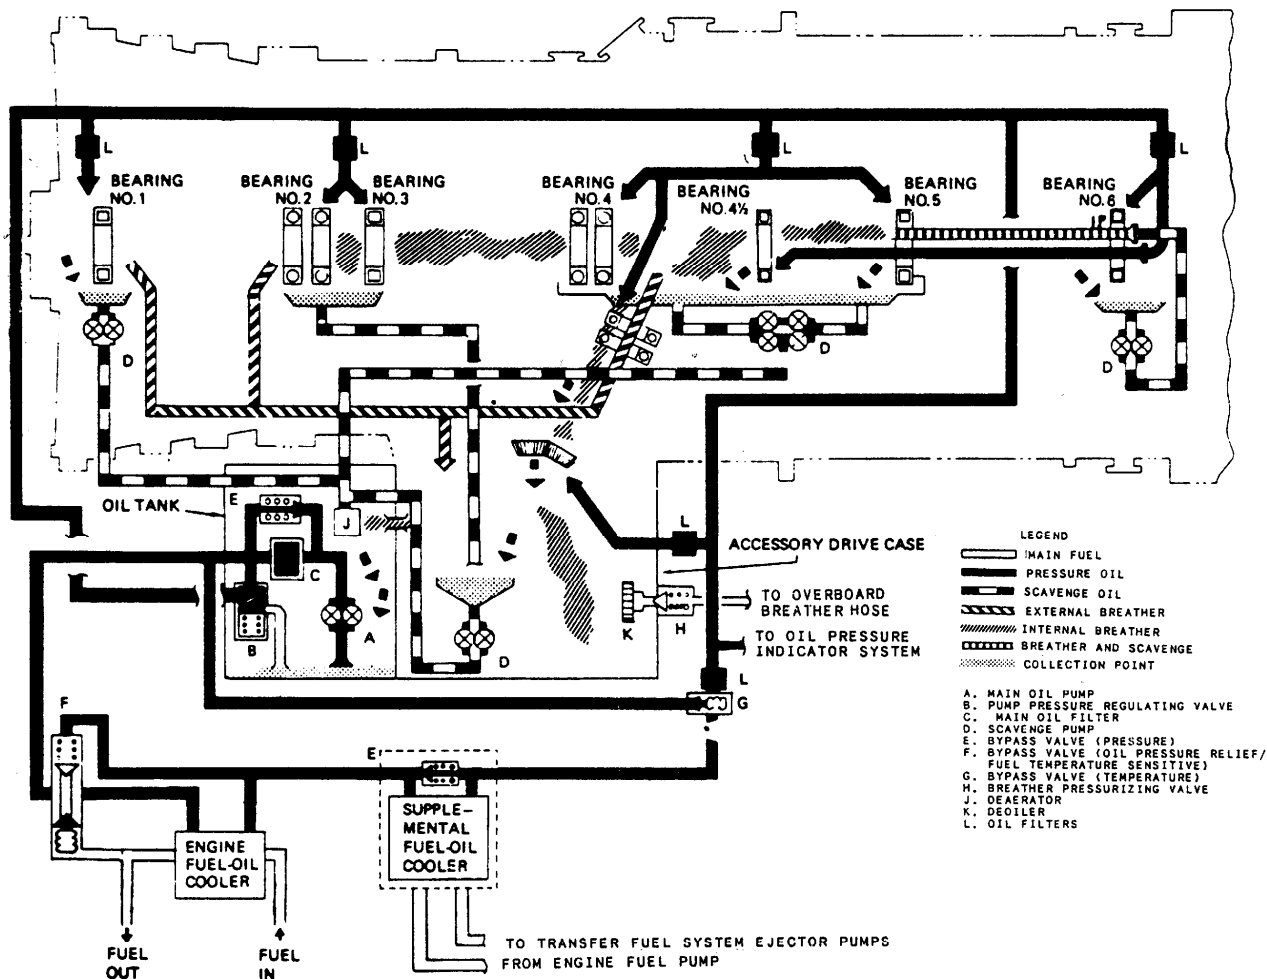 L
L
L
L
BEARING
NO.1
BEARING
NO.2
BEARING
NO.3
BEARING
NO.4
BEARING
NO.4½
BEARING
NO.5
BEARING
NO.6
D
D
D
OIL TANK
E
J
C
A
B
D
L
ACCESSORY DRIVE CASE
K
H
TO OVERBOARD
BREATHER HOSE
TO OIL PRESSURE
INDICATOR SYSTEM
L
G
F
E
SUPPLE-
MENTAL
FUEL-OIL
COOLER
ENGINE
FUEL-OIL
COOLER
FUEL
OUT
FUEL
IN
TO TRANSFER FUEL SYSTEM EJECTOR PUMPS
FROM ENGINE FUEL PUMP
LEGEND
MAIN FUEL
PRESSURE OIL
SCAVENGE OIL
EXTERNAL BREATHER
INTERNAL BREATHER
BREATHER AND SCAVENGE
COLLECTION POINT
A. MAIN OIL PUMP
B. PUMP PRESSURE REGULATING VALVE
C. MAIN OIL FILTER
D. SCAVENGE PUMP
E. BYPASS VALVE (PRESSURE)
F. BYPASS VALVE (OIL PRESSURE RELIEF/
FUEL TEMPERATURE SENSITIVE)
G. BYPASS VALVE (TEMPERATURE)
H. BREATHER PRESSURIZING VALVE
J. DEAERATOR
K. DEOILER
L. OIL FILTERS